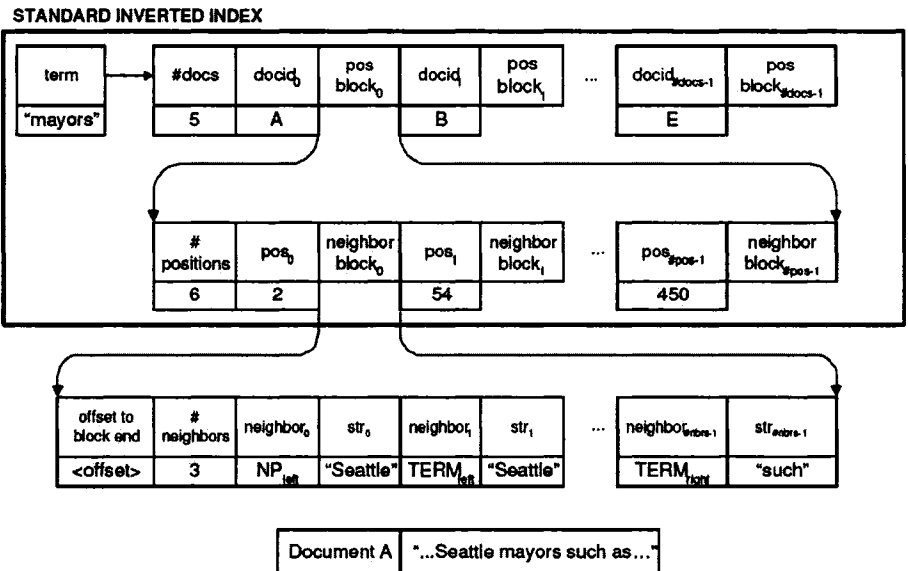 STANDARD INVERTED INDEX
term #docs docid0 pos block0 docid1 pos block1 ... docid#docs-1 pos block#docs-1
"mayors" 5 A B E
# positions pos0 neighbor block0 pos1 neighbor block1 ... pos#pos-1 neighbor block#pos-1
6 2 54 450
offset to block end # neighbors neighbor0 str0 neighbor1 str1 ... neighbor#nbrs-1 str#nbrs-1
<offset> 3 NPleft "Seattle" TERMleft "Seattle" TERMright "such"
Document A "...Seattle mayors such as..."